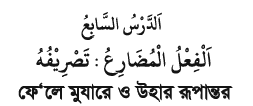 اَلدَّرْسُ السَّابِعُ
اَلْفِعْلُ الْمُضَارِعُ : تَصْرِيْفُهُ
ফে‘লে মুযারে ও উহার রূপান্তর